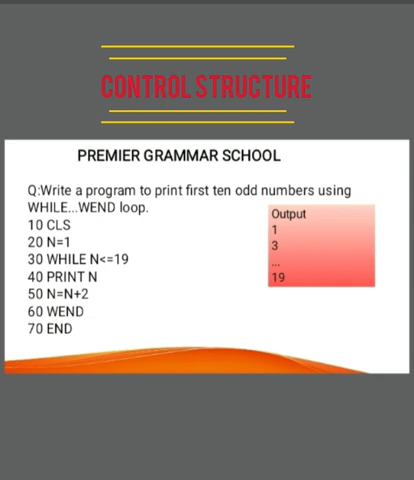 CONTROL STRUCTURE
PREMIER GRAMMAR SCHOOL
Q:Write a program to print first ten odd numbers using
WHILE...WEND loop.
10 CLS
20 N=1
30 WHILE N<=19
40 PRINT N
50 N=N+2
60 WEND
70 END
Output
1
3
...
19